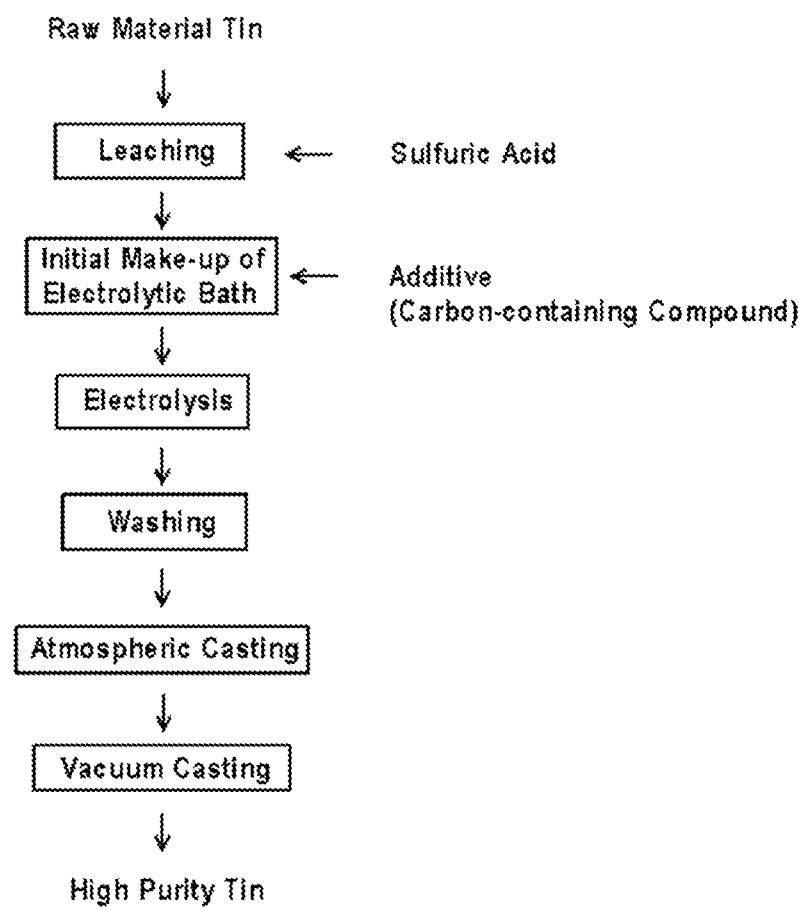 Raw Material Tin
Leaching
Sulfuric Acid
Initial Make-up of
Electrolytic Bath
Additive
(Carbon-containing Compound)
Electrolysis
Washing
Atmospheric Casting
Vacuum Casting
High Purity Tin